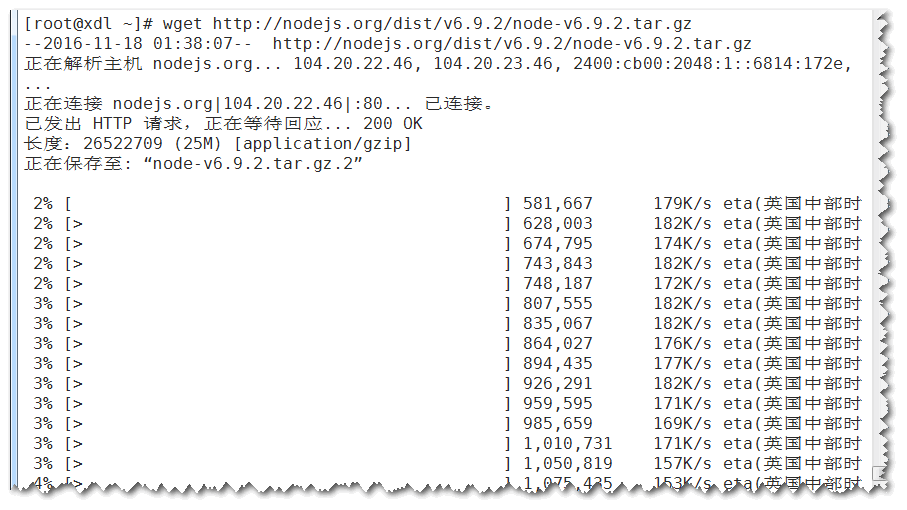 [root@xdl ~]# wget http://nodejs.org/dist/v6.9.2/node-v6.9.2.tar.gz
--2016-11-18 01:38:07--  http://nodejs.org/dist/v6.9.2/node-v6.9.2.tar.gz
正在解析主机 nodejs.org... 104.20.22.46, 104.20.23.46, 2400:cb00:2048:1::6814:172e,
...
正在连接 nodejs.org|104.20.22.46|:80... 已连接。
已发出 HTTP 请求，正在等待回应... 200 OK
长度：26522709 (25M) [application/gzip]
正在保存至: “node-v6.9.2.tar.gz.2”
2% [ ] 581,667 179K/s eta(英国中部时
2% [> ] 628,003 182K/s eta(英国中部时
2% [> ] 674,795 174K/s eta(英国中部时
2% [> ] 743,843 182K/s eta(英国中部时
2% [> ] 748,187 172K/s eta(英国中部时
3% [> ] 807,555 182K/s eta(英国中部时
3% [> ] 835,067 182K/s eta(英国中部时
3% [> ] 864,027 176K/s eta(英国中部时
3% [> ] 894,435 177K/s eta(英国中部时
3% [> ] 926,291 182K/s eta(英国中部时
3% [> ] 959,595 171K/s eta(英国中部时
3% [> ] 985,659 169K/s eta(英国中部时
3% [> ] 1,010,731 171K/s eta(英国中部时
3% [> ] 1,050,819 157K/s eta(英国中部时
4% [> ] 1,075,435 153K/s eta(英国中部时